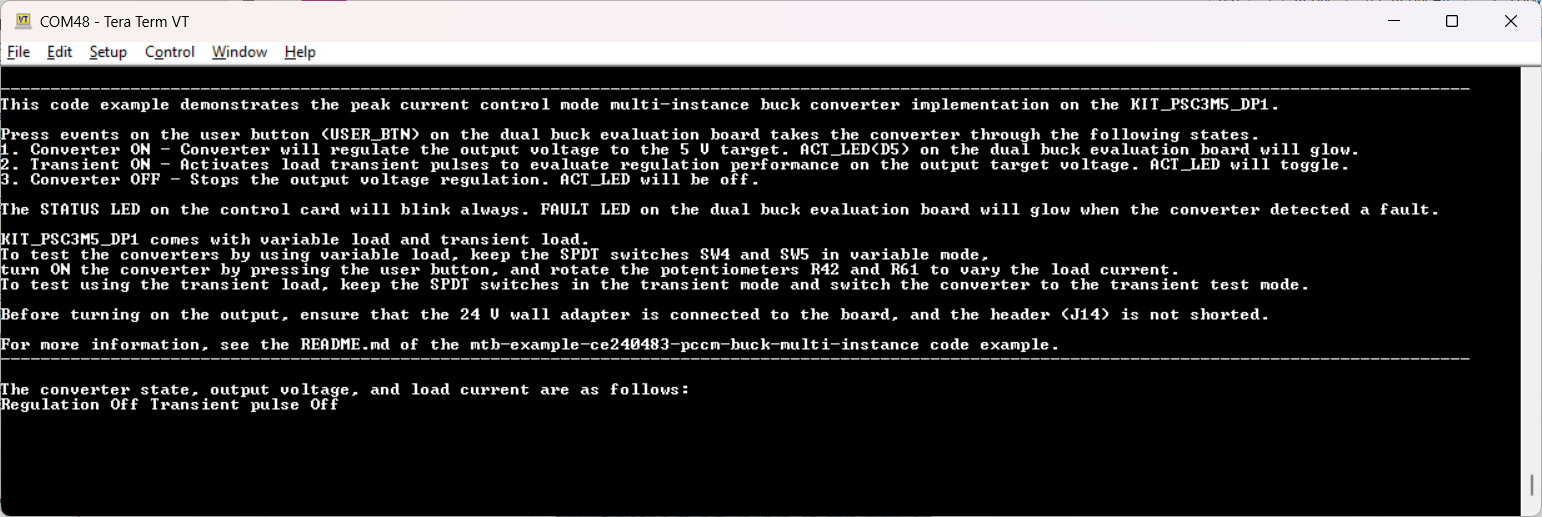 COM48 - Tera Term VT
File Edit Setup Control Window Help
--------------------------------------------------------------------------------------------------------------------------------------------------
This code example demonstrates the peak current control mode multi-instance buck converter implementation on the KIT_PSC3M5_DP1.
Press events on the user button (USER_BTN) on the dual buck evaluation board takes the converter through the following states.
1. Converter ON - Converter will regulate the output voltage to the 5 V target. ACT_LED(D5) on the dual buck evaluation board will glow.
2. Transient ON - Activates load transient pulses to evaluate regulation performance on the output target voltage. ACT_LED will toggle.
3. Converter OFF - Stops the output voltage regulation. ACT_LED will be off.
The STATUS LED on the control card will blink always. FAULT LED on the dual buck evaluation board will glow when the converter detected a fault.
KIT_PSC3M5_DP1 comes with variable load and transient load.
To test the converters by using variable load, keep the SPDT switches SW4 and SW5 in variable mode,
turn ON the converter by pressing the user button, and rotate the potentiometers R42 and R61 to vary the load current.
To test using the transient load, keep the SPDT switches in the transient mode and switch the converter to the transient test mode.
Before turning on the output, ensure that the 24 V wall adapter is connected to the board, and the header (J14) is not shorted.
For more information, see the README.md of the mtb-example-ce240483-pccm-buck-multi-instance code example.
--------------------------------------------------------------------------------------------------------------------------------------------------
The converter state, output voltage, and load current are as follows:
Regulation Off Transient pulse Off